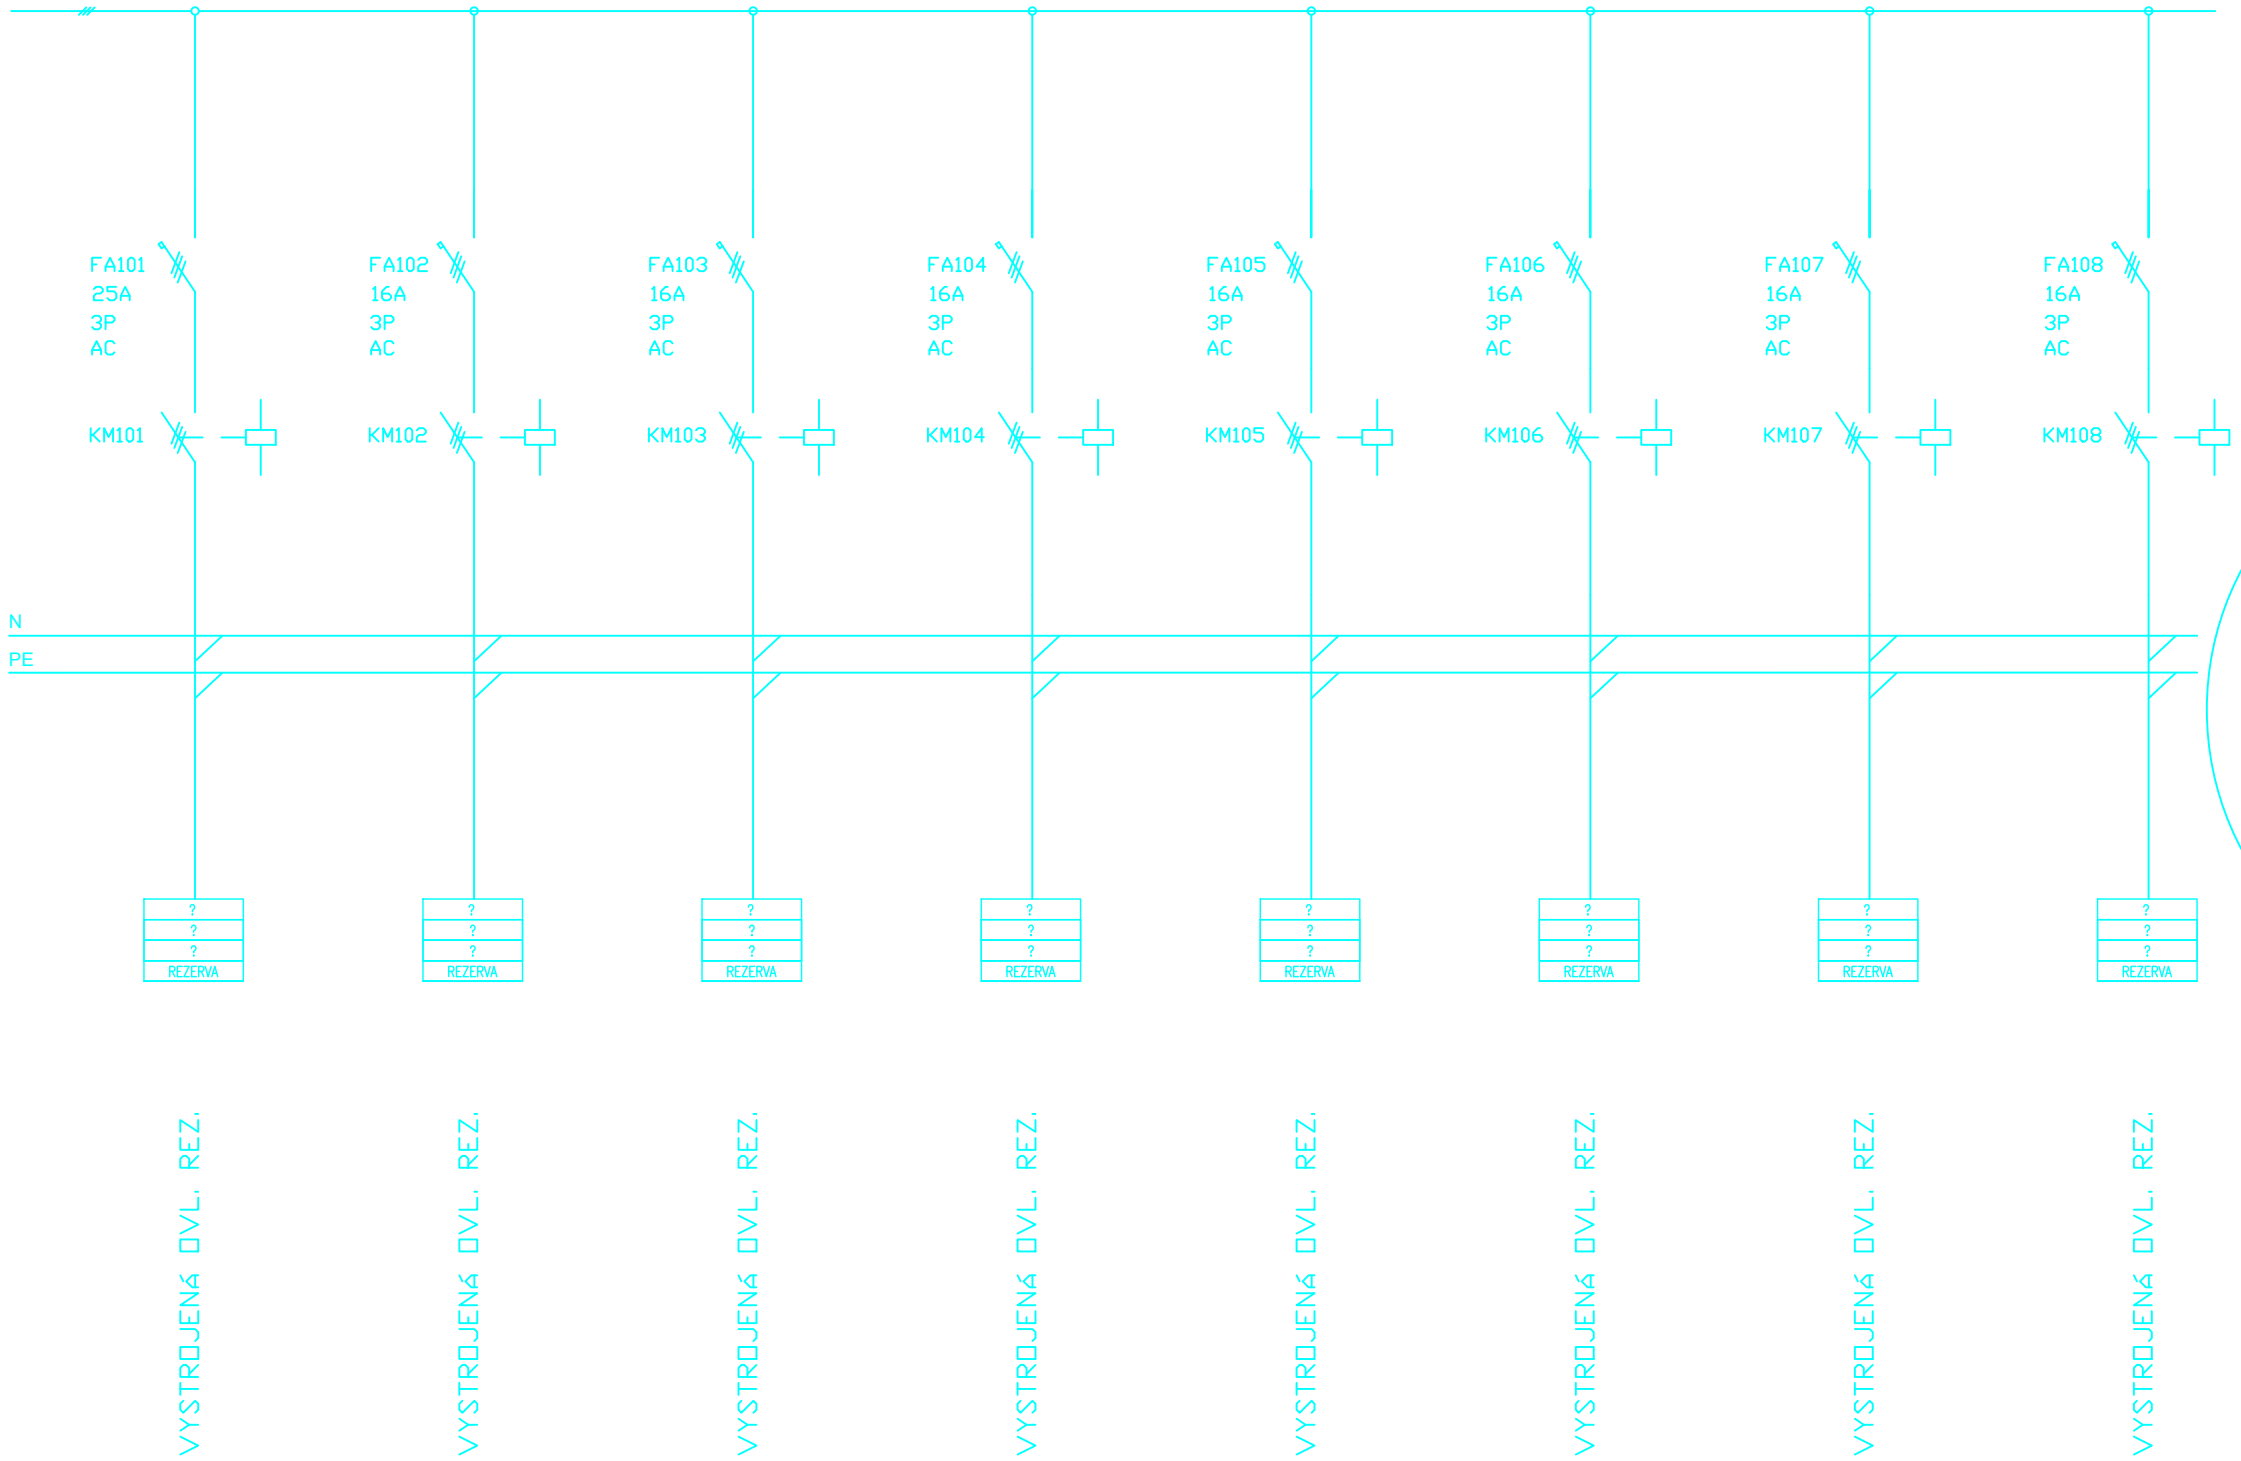 FA101
25A
3P
AC
KM101
FA102
16A
3P
AC
KM102
FA103
16A
3P
AC
KM103
FA104
16A
3P
AC
KM104
FA105
16A
3P
AC
KM105
FA106
16A
3P
AC
KM106
FA107
16A
3P
AC
KM107
FA108
16A
3P
AC
KM108
N
PE
?
?
?
REZERVA
?
?
?
REZERVA
?
?
?
REZERVA
?
?
?
REZERVA
?
?
?
REZERVA
?
?
?
REZERVA
?
?
?
REZERVA
?
?
?
REZERVA
VYSTROJENÁ OVL. REZ.
VYSTROJENÁ OVL. REZ.
VYSTROJENÁ OVL. REZ.
VYSTROJENÁ OVL. REZ.
VYSTROJENÁ OVL. REZ.
VYSTROJENÁ OVL. REZ.
VYSTROJENÁ OVL. REZ.
VYSTROJENÁ OVL. REZ.